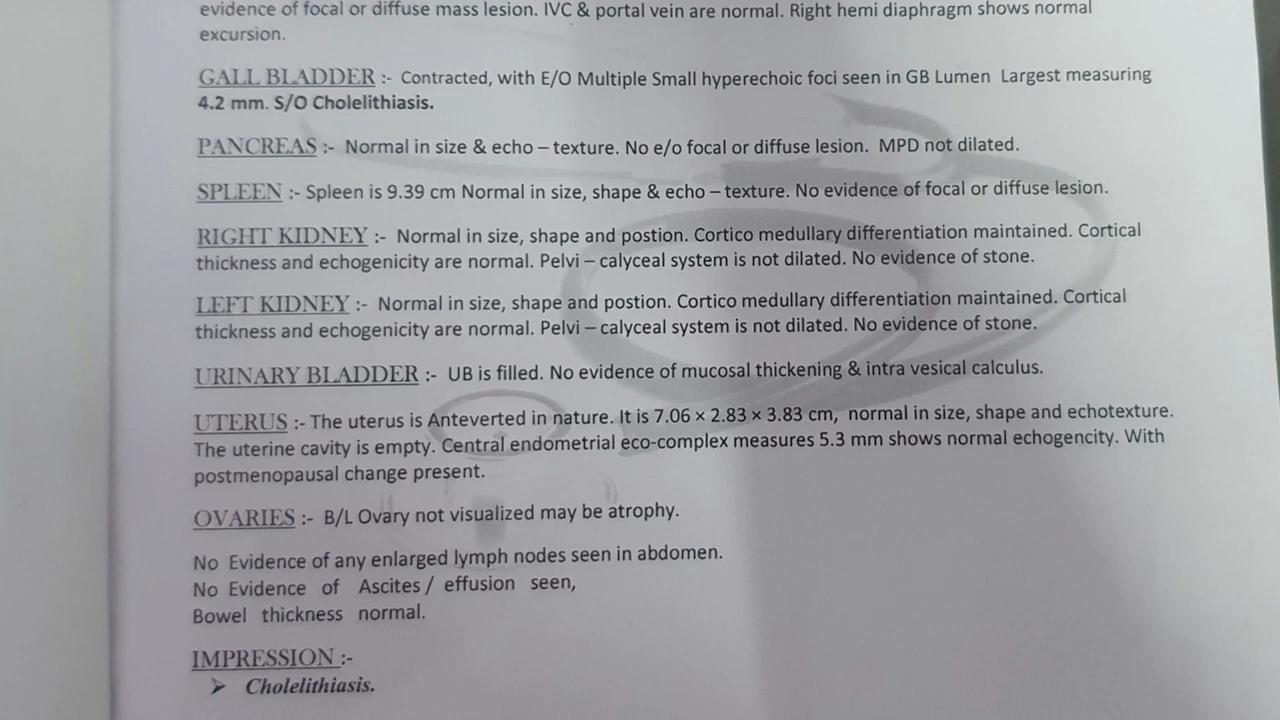 evidence of focal or diffuse mass lesion. IVC & portal vein are normal. Right hemi diaphragm shows normal
excursion.
GALL BLADDER :- Contracted, with E/O Multiple Small hyperechoic foci seen in GB Lumen Largest measuring
4.2 mm. S/O Cholelithiasis.
PANCREAS :- Normal in size & echo – texture. No e/o focal or diffuse lesion. MPD not dilated.
SPLEEN :- Spleen is 9.39 cm Normal in size, shape & echo – texture. No evidence of focal or diffuse lesion.
RIGHT KIDNEY :- Normal in size, shape and postion. Cortico medullary differentiation maintained. Cortical
thickness and echogenicity are normal. Pelvi – calyceal system is not dilated. No evidence of stone.
LEFT KIDNEY :- Normal in size, shape and postion. Cortico medullary differentiation maintained. Cortical
thickness and echogenicity are normal. Pelvi – calyceal system is not dilated. No evidence of stone.
URINARY BLADDER :- UB is filled. No evidence of mucosal thickening & intra vesical calculus.
UTERUS :- The uterus is Anteverted in nature. It is 7.06 × 2.83 × 3.83 cm, normal in size, shape and echotexture.
The uterine cavity is empty. Central endometrial eco-complex measures 5.3 mm shows normal echogencity. With
postmenopausal change present.
OVARIES :- B/L Ovary not visualized may be atrophy.
No Evidence of any enlarged lymph nodes seen in abdomen.
No Evidence of Ascites / effusion seen,
Bowel thickness normal.
IMPRESSION :-
➢ Cholelithiasis.